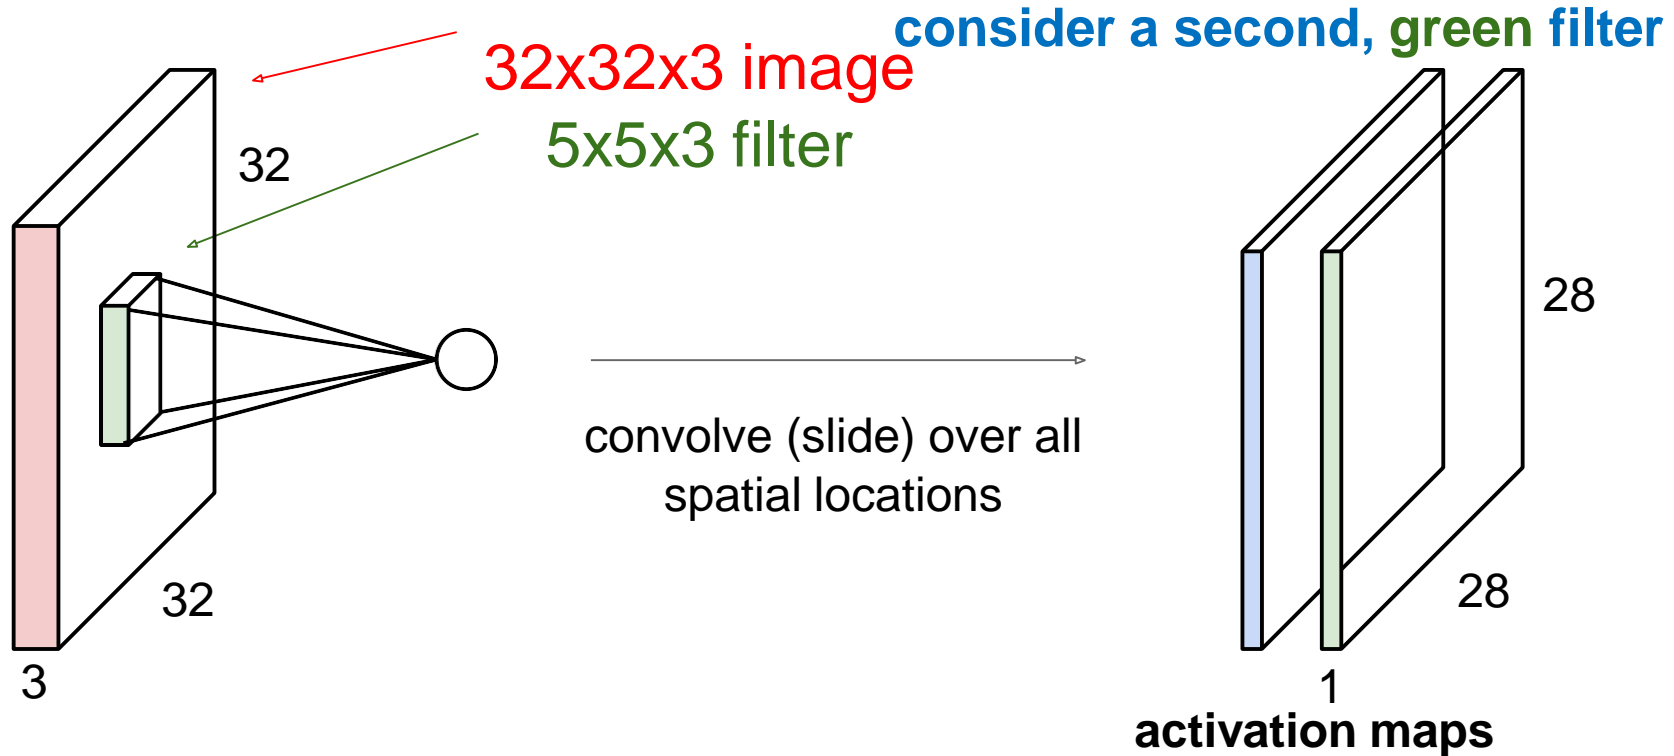 consider a second, green filter
32x32x3 image
5x5x3 filter
32
28
convolve (slide) over all
spatial locations
32
28
3
1
activation maps